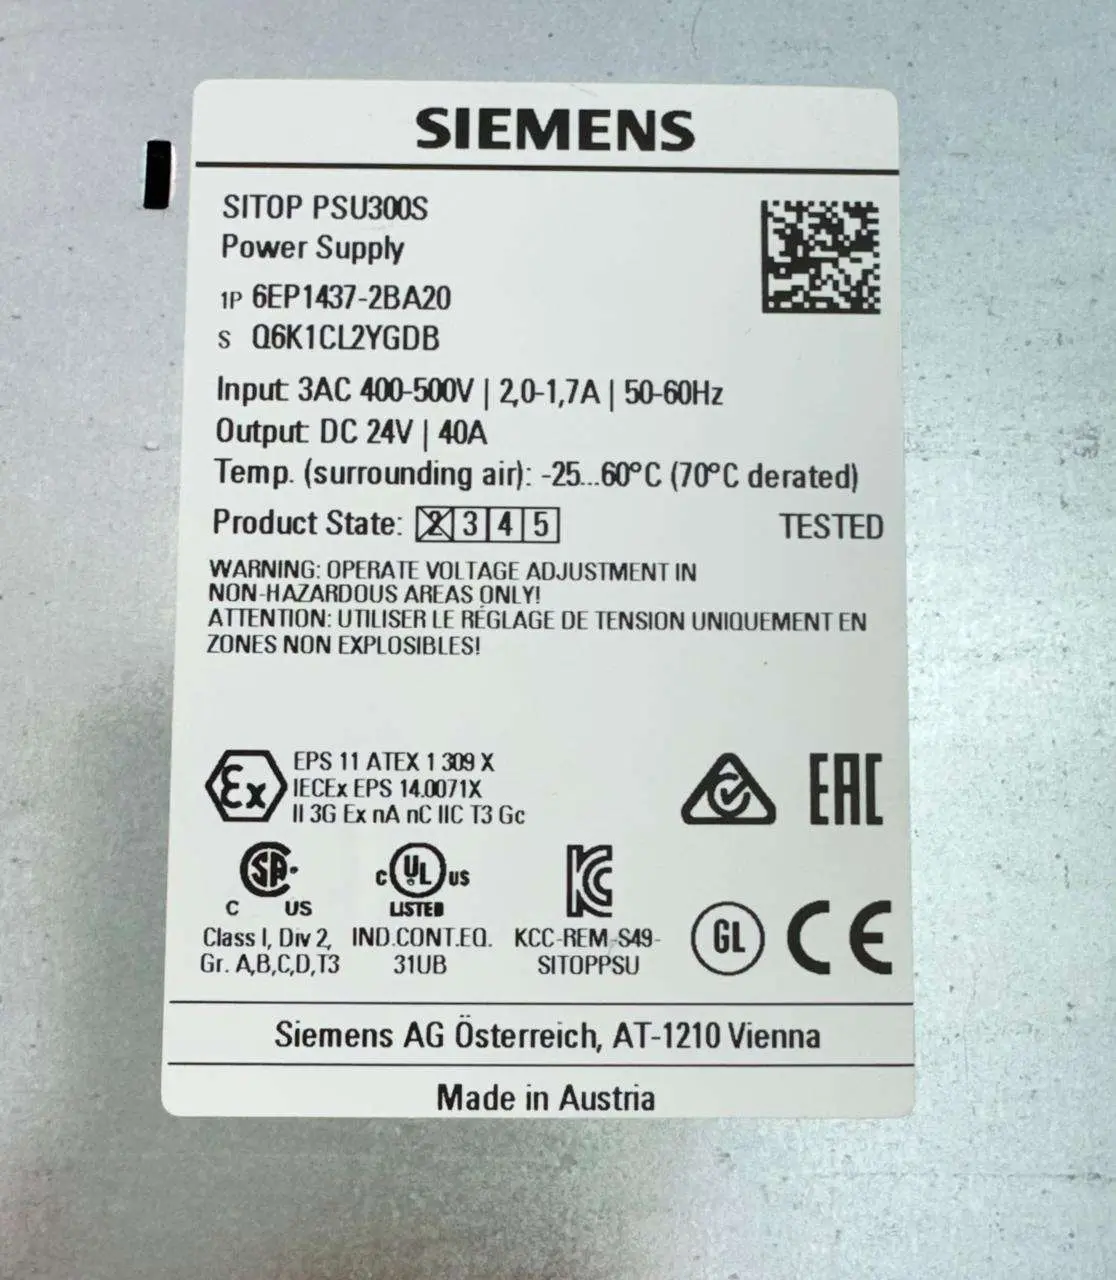 SIEMENS
SITOP PSU300S
Power Supply
1P 6EP1437-2BA20
S Q6K1CL2YGDB
Input: 3AC 400-500V | 2,0-1,7A | 50-60Hz
Output: DC 24V | 40A
Temp. (surrounding air): -25...60°C (70°C derated)
Product State: 2 3 4 5 TESTED
WARNING: OPERATE VOLTAGE ADJUSTMENT IN
NON-HAZARDOUS AREAS ONLY!
ATTENTION: UTILISER LE RÉGLAGE DE TENSION UNIQUEMENT EN
ZONES NON EXPLOSIBLES!
Ex
EPS 11 ATEX 1 309 X
IECEx EPS 14.0071X
II 3G Ex nA nC IIC T3 Gc
EAC
SA
C US
Class I, Div 2,
Gr. A,B,C,D,T3
c UL US
LISTED
IND.CONT.EQ.
31UB
KC
KCC-REM-S49-
SITOPPSU
GL
CE
Siemens AG Österreich, AT-1210 Vienna
Made in Austria